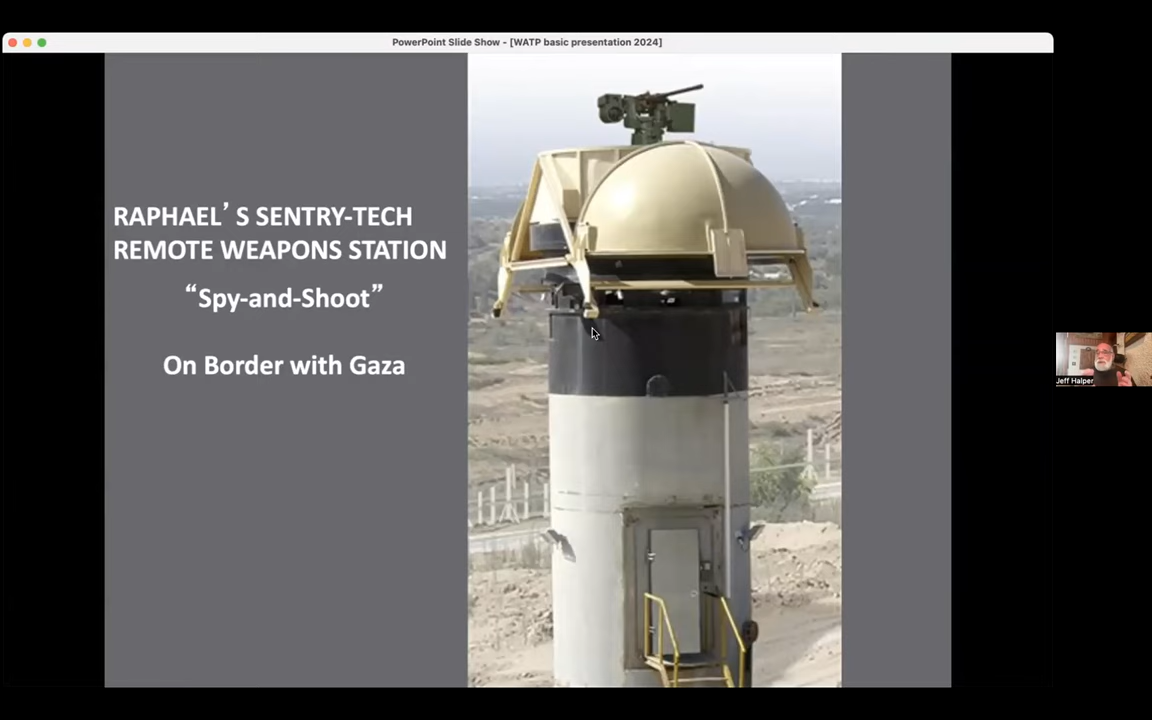 PowerPoint Slide Show - [WATP basic presentation 2024]
RAPHAEL’S SENTRY-TECH
REMOTE WEAPONS STATION
“Spy-and-Shoot”
On Border with Gaza
Jeff Halper